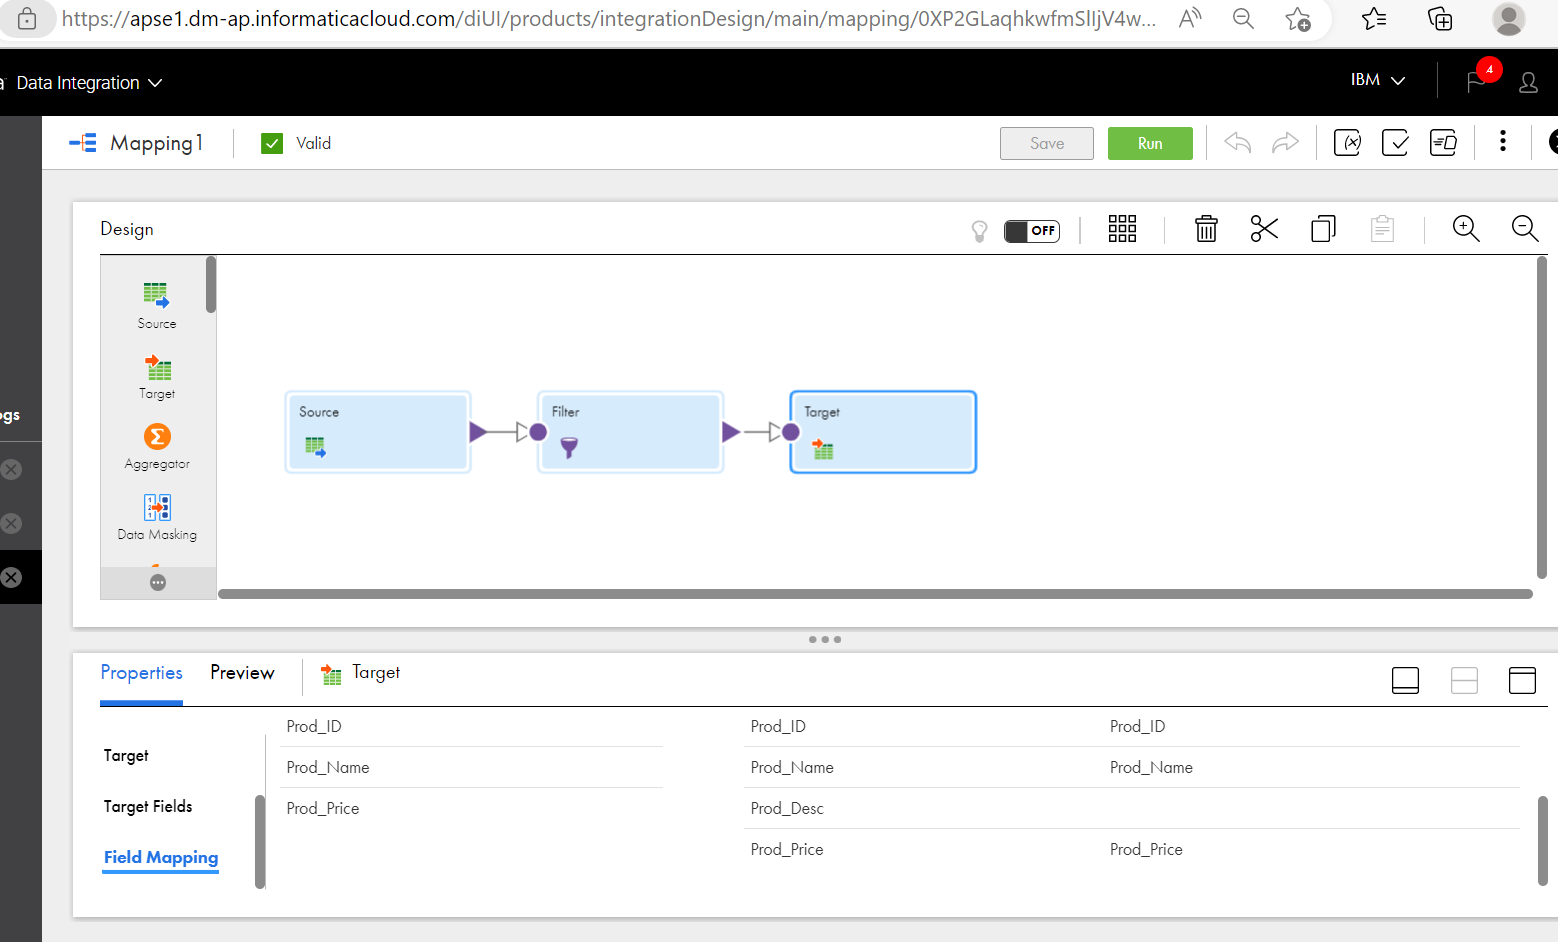 https://apse1.dm-ap.informaticacloud.com/diUI/products/integrationDesign/main/mapping/0XP2GLaqhkwfmSlIjV4w...
a Data Integration
IBM
4
Mapping1
Valid
Save
Run
Design
OFF
Source
Target
Aggregator
Data Masking
ogs
Source
Filter
Target
Properties
Preview
Target
Target
Target Fields
Field Mapping
Prod_ID Prod_ID Prod_ID
Prod_Name Prod_Name Prod_Name
Prod_Price Prod_Desc
Prod_Price Prod_Price